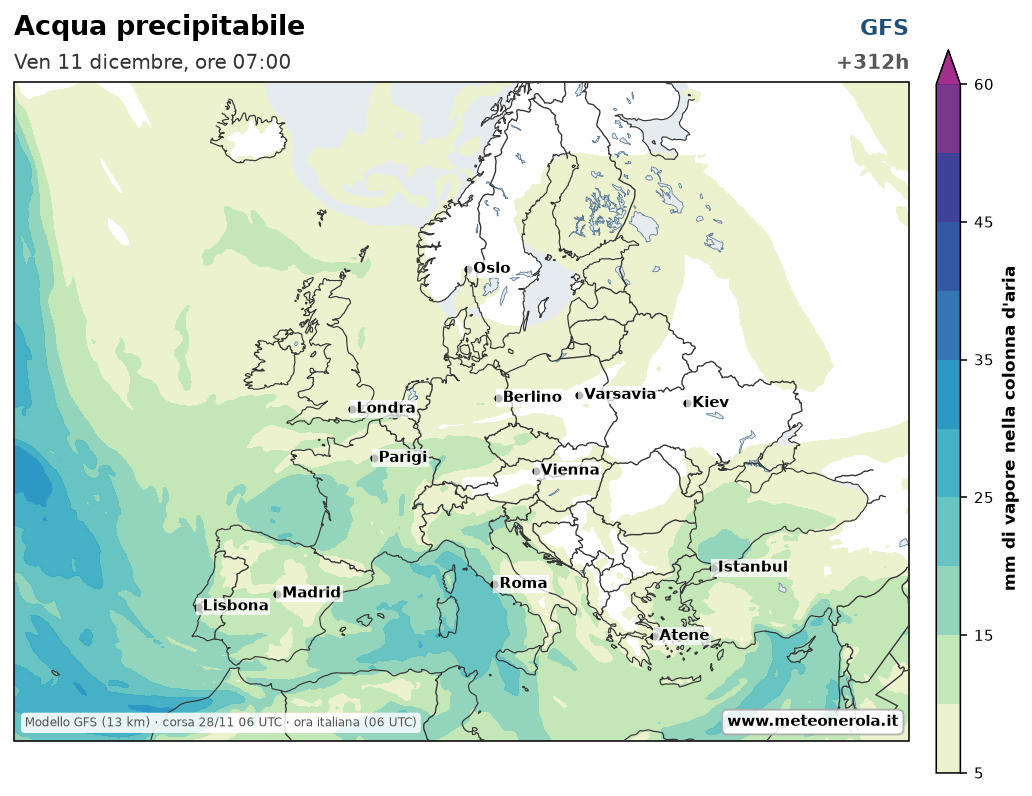 Acqua precipitabile
GFS
Ven 11 dicembre, ore 07:00
+312h
60
45
35
25
15
5
mm di vapore nella colonna d'aria
Oslo
Berlino
Varsavia
Kiev
Londra
Parigi
Vienna
Istanbul
Roma
Madrid
Lisbona
Atene
Modello GFS (13 km) · corsa 28/11 06 UTC · ora italiana (06 UTC)
www.meteonerola.it